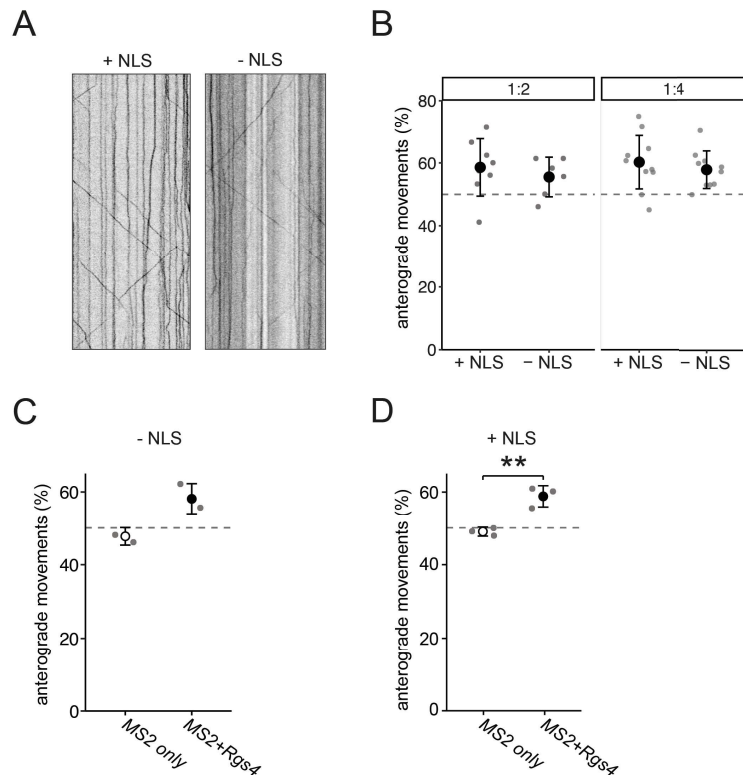 A
+ NLS
- NLS
B
1:2
1:4
anterograde movements (%)
80
60
40
20
0
+ NLS
− NLS
+ NLS
− NLS
C
- NLS
anterograde movements (%)
60
40
20
0
MS2 only
MS2+Rgs4
D
+ NLS
**
anterograde movements (%)
60
40
20
0
MS2 only
MS2+Rgs4